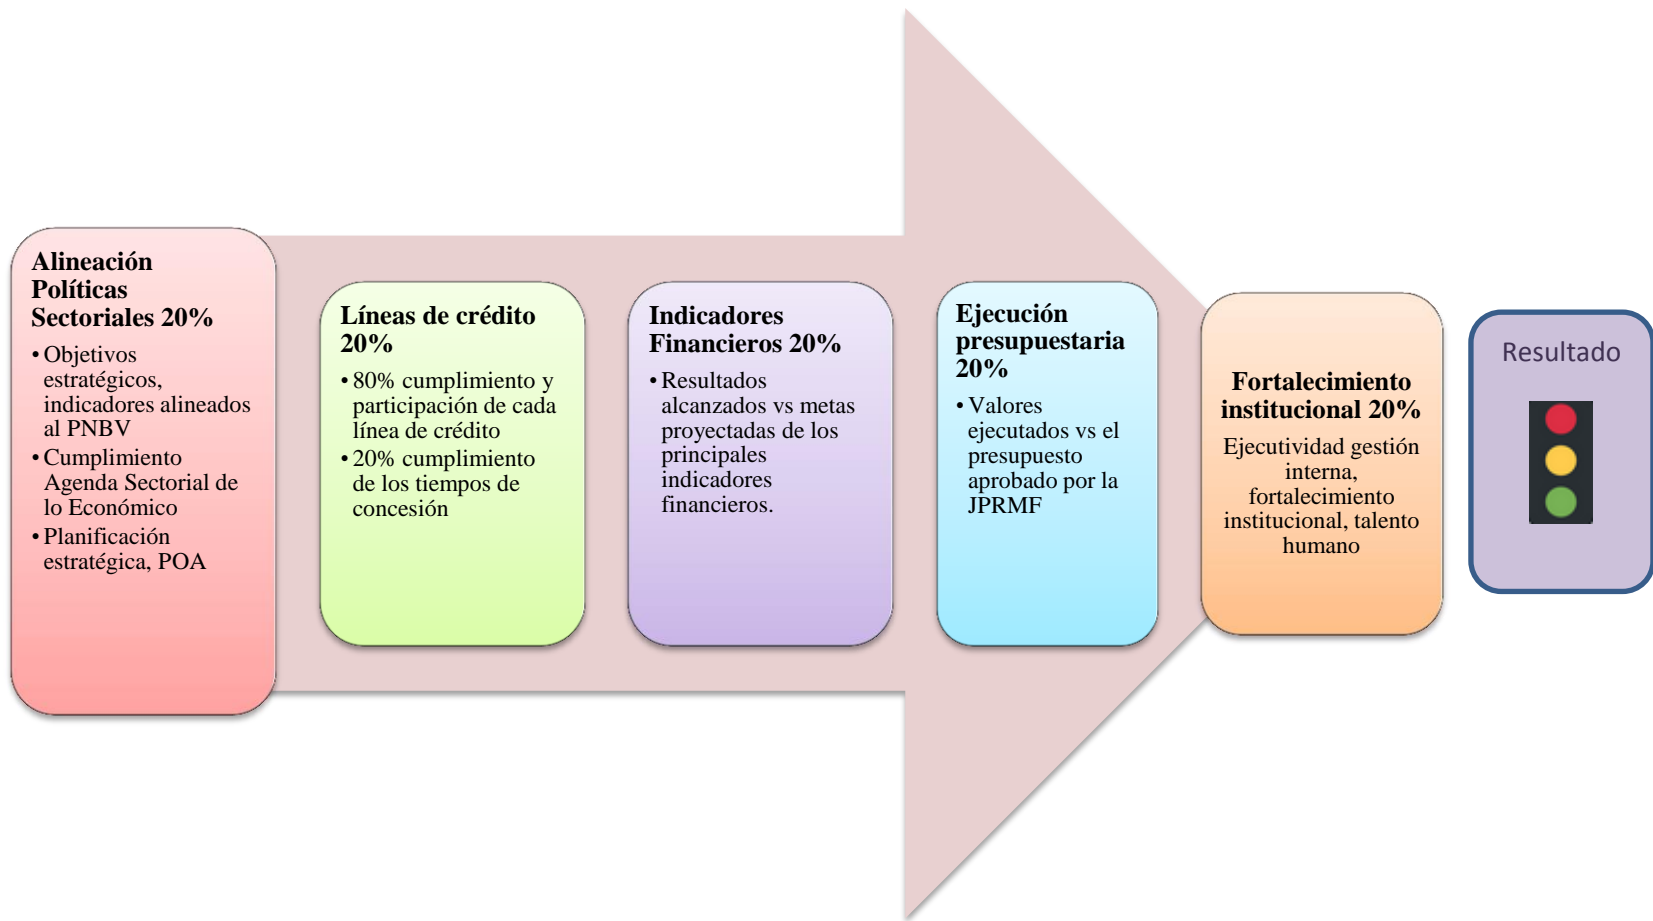 Alineación
Políticas
Sectoriales 20%
• Objetivos
estratégicos,
indicadores alineados
al PNBV
• Cumplimiento
Agenda Sectorial de
lo Económico
• Planificación
estratégica, POA
Líneas de crédito
20%
• 80% cumplimiento y
participación de cada
línea de crédito
• 20% cumplimiento
de los tiempos de
concesión
Indicadores
Financieros 20%
• Resultados
alcanzados vs metas
proyectadas de los
principales
indicadores
financieros.
Ejecución
presupuestaria
20%
• Valores
ejecutados vs el
presupuesto
aprobado por la
JPRMF
Fortalecimiento
institucional 20%
Ejecutividad gestión
interna,
fortalecimiento
institucional, talento
humano
Resultado